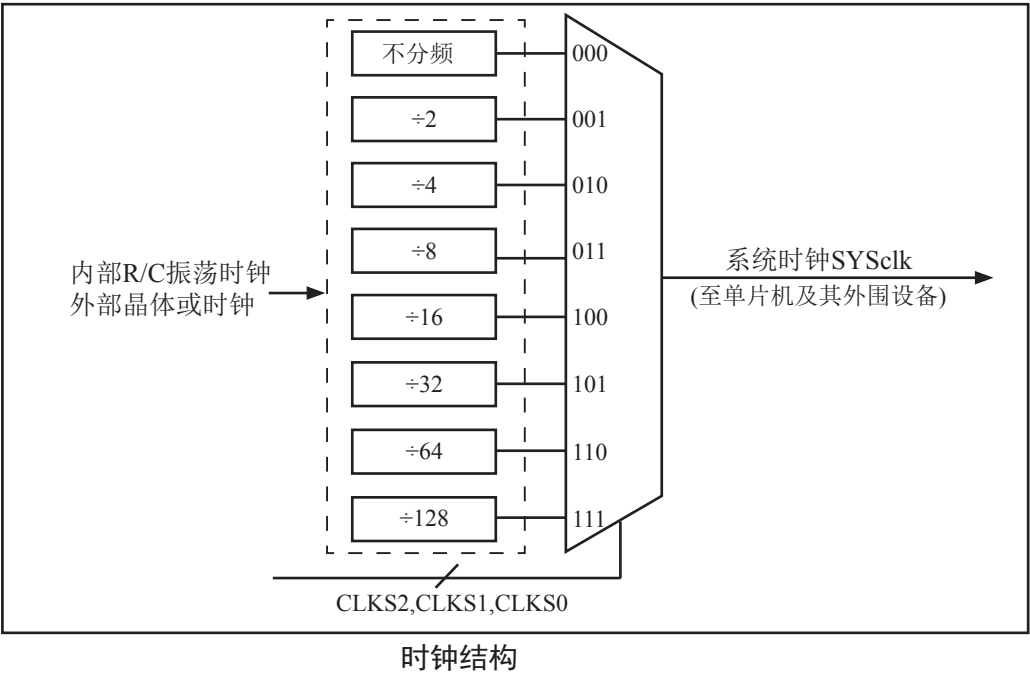 不分频
000
÷2
001
÷4
010
÷8
011
÷16
100
÷32
101
÷64
110
÷128
111
内部R/C振荡时钟
外部晶体或时钟
系统时钟SYSclk
(至单片机及其外围设备)
CLKS2,CLKS1,CLKS0
时钟结构